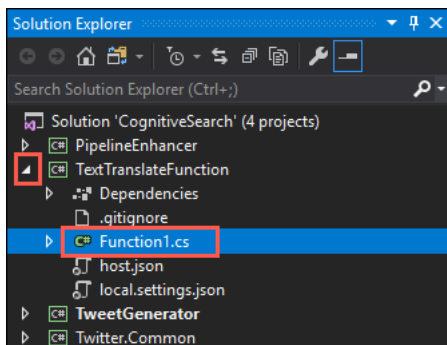 Solution Explorer
Search Solution Explorer (Ctrl+;)
Solution 'CognitiveSearch' (4 projects)
C# PipelineEnhancer
C# TextTranslateFunction
Dependencies
.gitignore
C# Function1.cs
host.json
local.settings.json
C# TweetGenerator
C# Twitter.Common